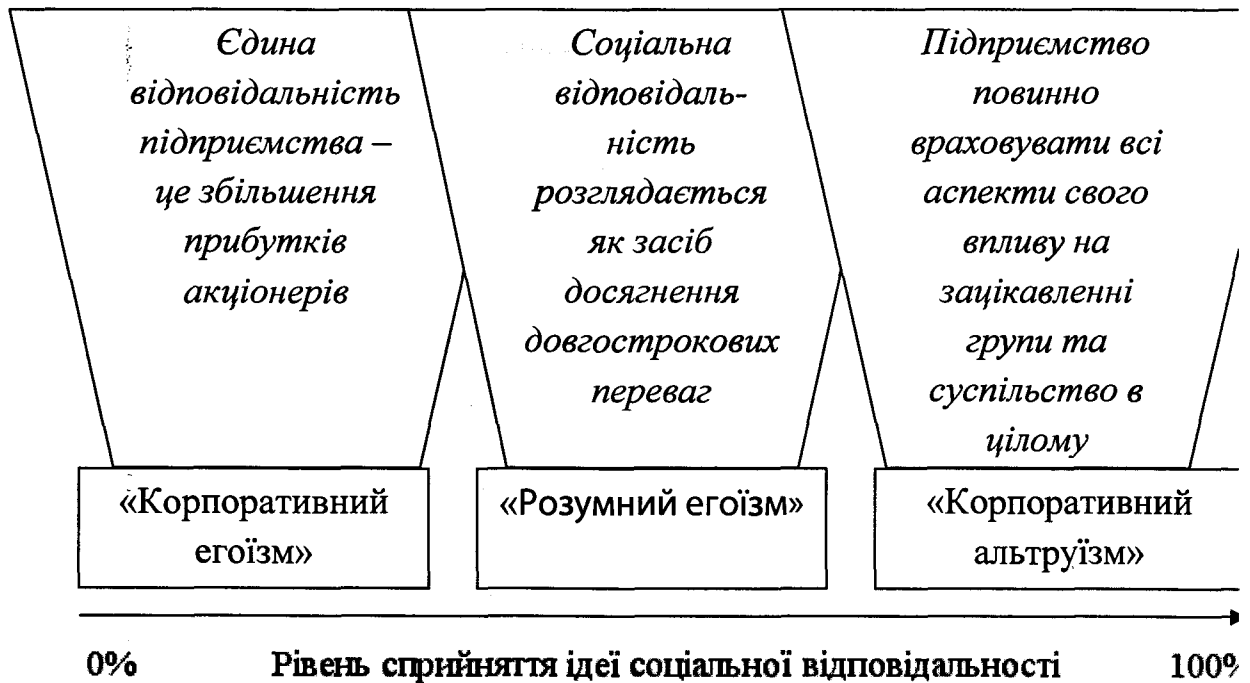 Єдина
відповідальність
підприємства –
це збільшення
прибутків
акціонерів
Соціальна
відповідаль-
ність
розглядається
як засіб
досягнення
довгострокових
переваг
Підприємство
повинно
враховувати всі
аспекти свого
впливу на
зацікавленні
групи та
суспільство в
цілому
«Корпоративний
егоїзм»
«Розумний егоїзм»
«Корпоративний
альтруїзм»
0% Рівень сприйняття ідеї соціальної відповідальності 100%